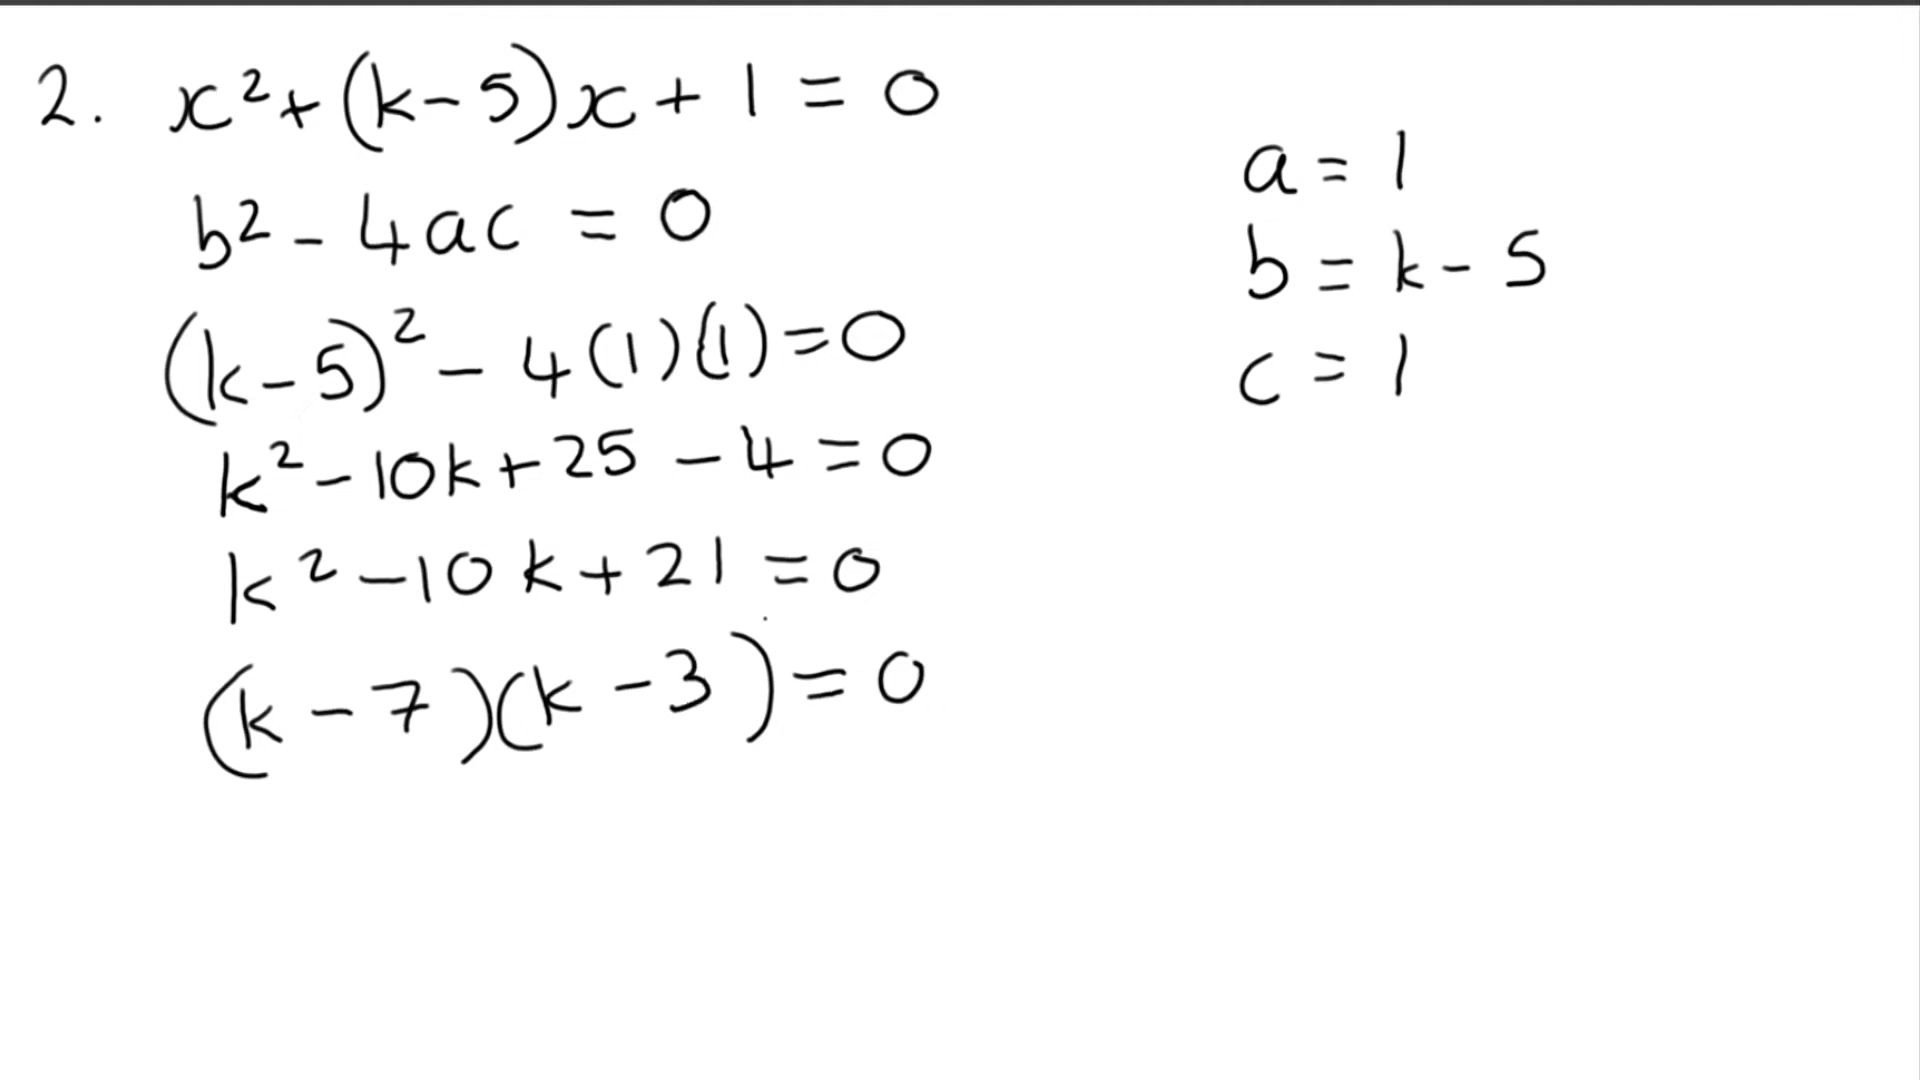 2. x² + (k - 5)x + 1 = 0
b² - 4ac = 0
(k - 5)² - 4(1)(1) = 0
k² - 10k + 25 - 4 = 0
k² - 10k + 21 = 0
(k - 7)(k - 3) = 0
a = 1
b = k - 5
c = 1